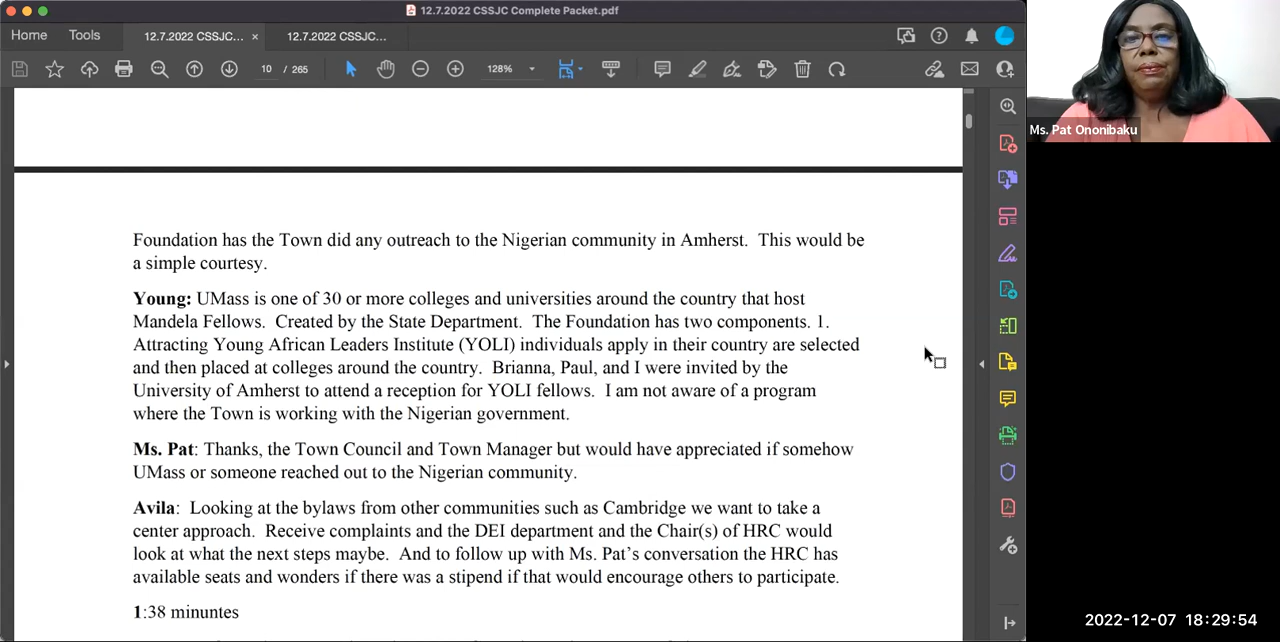 12.7.2022 CSSJC Complete Packet.pdf
Home Tools 12.7.2022 CSSJC... × 12.7.2022 CSSJC...
10 / 265 128%
Ms. Pat Ononibaku
Foundation has the Town did any outreach to the Nigerian community in Amherst. This would be
a simple courtesy.
Young: UMass is one of 30 or more colleges and universities around the country that host
Mandela Fellows. Created by the State Department. The Foundation has two components. 1.
Attracting Young African Leaders Institute (YOLI) individuals apply in their country are selected
and then placed at colleges around the country. Brianna, Paul, and I were invited by the
University of Amherst to attend a reception for YOLI fellows. I am not aware of a program
where the Town is working with the Nigerian government.
Ms. Pat: Thanks, the Town Council and Town Manager but would have appreciated if somehow
UMass or someone reached out to the Nigerian community.
Avila: Looking at the bylaws from other communities such as Cambridge we want to take a
center approach. Receive complaints and the DEI department and the Chair(s) of HRC would
look at what the next steps maybe. And to follow up with Ms. Pat's conversation the HRC has
available seats and wonders if there was a stipend if that would encourage others to participate.
1:38 minuntes
2022-12-07 18:29:54